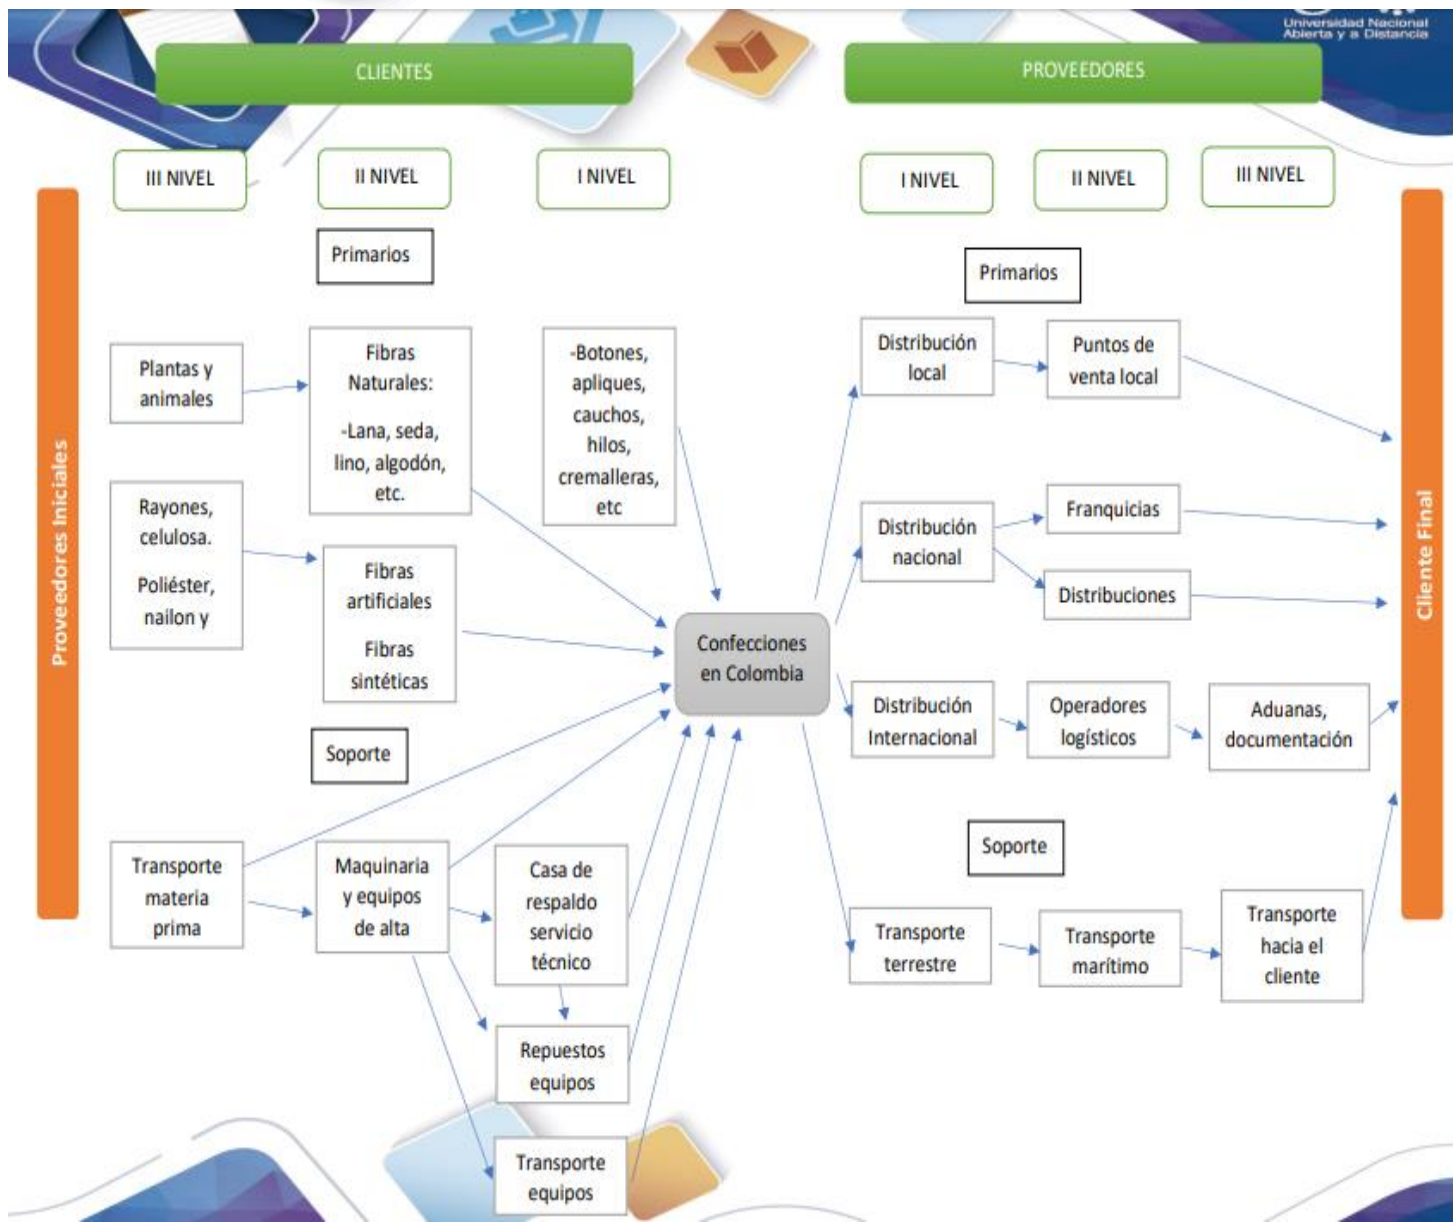 Universidad Nacional
Abierta y a Distancia
CLIENTES
PROVEEDORES
III NIVEL
II NIVEL
I NIVEL
I NIVEL
II NIVEL
III NIVEL
Proveedores Iniciales
Primarios
Plantas y
animales
Fibras
Naturales:
-Lana, seda,
lino, algodón,
etc.
-Botones,
apliques,
cauchos,
hilos,
cremalleras,
etc
Rayones,
celulosa.
Poliéster,
nailon y
Fibras
artificiales
Fibras
sintéticas
Soporte
Transporte
materia
prima
Maquinaria
y equipos
de alta
Casa de
respaldo
servicio
técnico
Repuestos
equipos
Transporte
equipos
Confecciones
en Colombia
Primarios
Distribución
local
Puntos de
venta local
Distribución
nacional
Franquicias
Distribuciones
Distribución
Internacional
Operadores
logísticos
Aduanas,
documentación
Soporte
Transporte
terrestre
Transporte
marítimo
Transporte
hacia el
cliente
Cliente Final